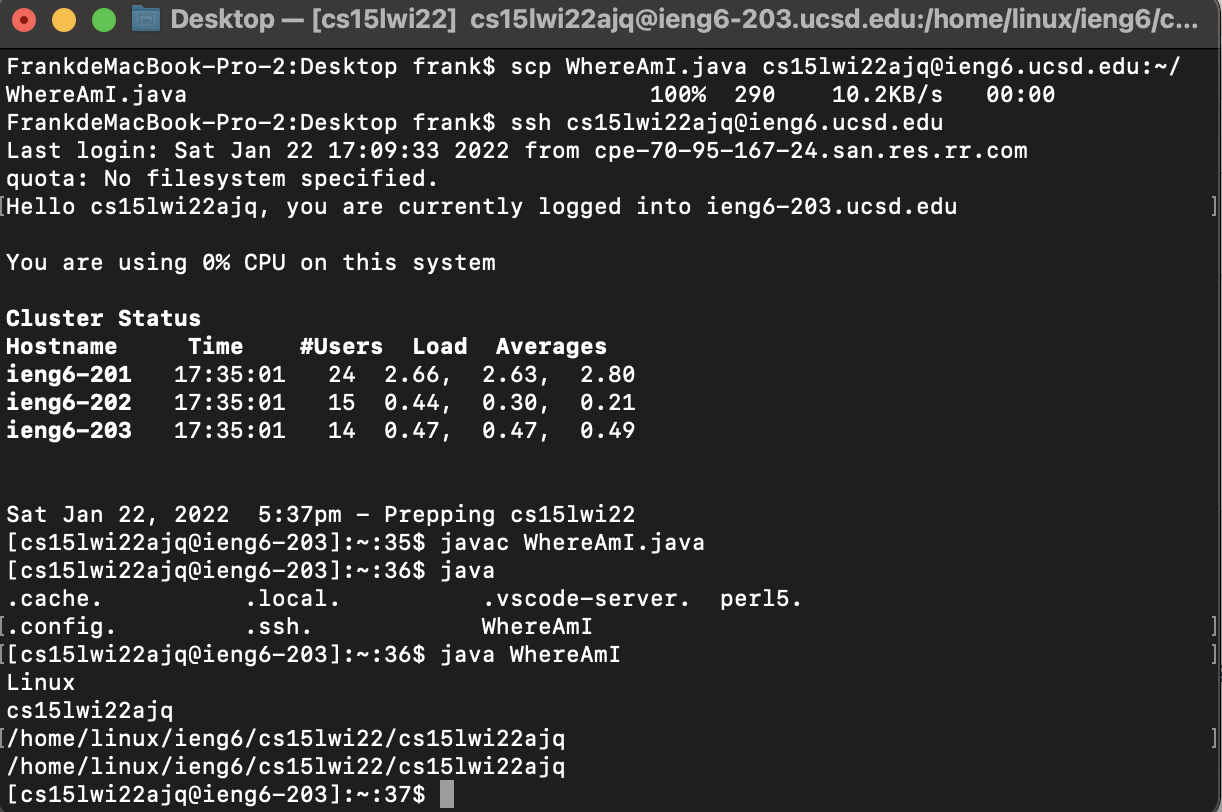 Desktop — [cs15lwi22] cs15lwi22ajq@ieng6-203.ucsd.edu:/home/linux/ieng6/c...
FrankdeMacBook-Pro-2:Desktop frank$ scp WhereAmI.java cs15lwi22ajq@ieng6.ucsd.edu:~/
WhereAmI.java 100% 290 10.2KB/s 00:00
FrankdeMacBook-Pro-2:Desktop frank$ ssh cs15lwi22ajq@ieng6.ucsd.edu
Last login: Sat Jan 22 17:09:33 2022 from cpe-70-95-167-24.san.res.rr.com
quota: No filesystem specified.
[Hello cs15lwi22ajq, you are currently logged into ieng6-203.ucsd.edu ]
You are using 0% CPU on this system
Cluster Status
Hostname Time #Users Load Averages
ieng6-201 17:35:01 24 2.66, 2.63, 2.80
ieng6-202 17:35:01 15 0.44, 0.30, 0.21
ieng6-203 17:35:01 14 0.47, 0.47, 0.49
Sat Jan 22, 2022 5:37pm - Prepping cs15lwi22
[cs15lwi22ajq@ieng6-203]:~:35$ javac WhereAmI.java
[cs15lwi22ajq@ieng6-203]:~:36$ java
.cache. .local. .vscode-server. perl5.
[.config. .ssh. WhereAmI ]
[[cs15lwi22ajq@ieng6-203]:~:36$ java WhereAmI ]
Linux
cs15lwi22ajq
[/home/linux/ieng6/cs15lwi22/cs15lwi22ajq ]
/home/linux/ieng6/cs15lwi22/cs15lwi22ajq
[cs15lwi22ajq@ieng6-203]:~:37$